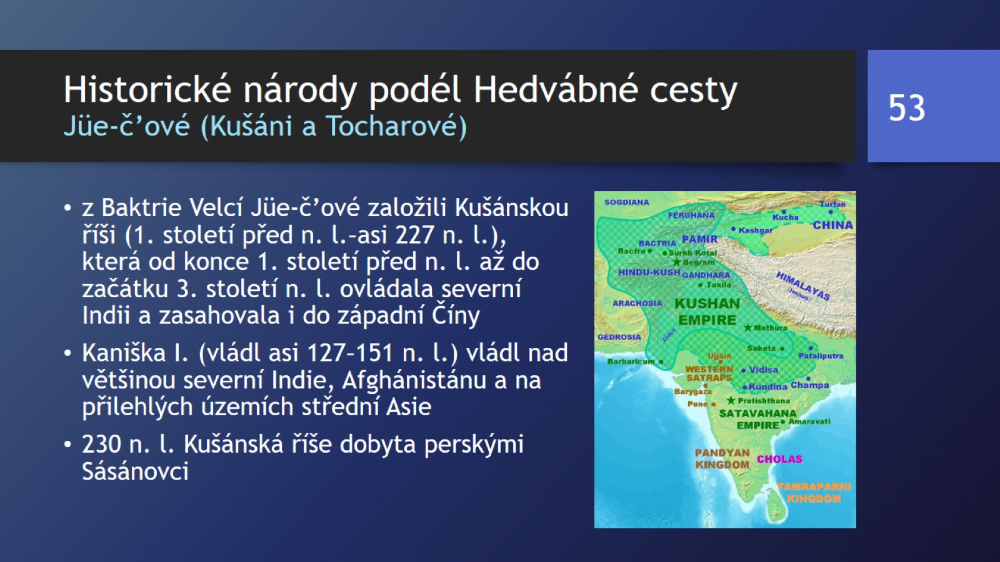 Historické národy podél Hedvábné cesty
Jüe-č’ové (Kušáni a Tocharové)
53
• z Baktrie Velcí Jüe-č’ové založili Kušánskou
říši (1. století před n. l.–asi 227 n. l.),
která od konce 1. století před n. l. až do
začátku 3. století n. l. ovládala severní
Indii a zasahovala i do západní Číny
• Kaniška I. (vládl asi 127–151 n. l.) vládl nad
většinou severní Indie, Afghánistánu a na
přilehlých územích střední Asie
• 230 n. l. Kušánská říše dobyta perskými
Sásánovci
SOGDIANA
Turfan
FERGHANA
Kucha
CHINA
Kashgar
PAMIR
BACTRIA
Bactra
Surkh Kotal
Begram
HINDU-KUSH
GANDHARA
Taxila
HIMALAYAS
(Imaus)
ARACHOSIA
KUSHAN
EMPIRE
Mathura
Indus
GEDROSIA
Saketa
Pataliputra
Ujjain
Barbaricum
WESTERN
SATRAPS
Vidisa
Champa
Kundina
Barygaza
Pratishthana
Pune
SATAVAHANA
EMPIRE
Amaravati
PANDYAN
KINGDOM
CHOLAS
TAMRAPARNI
KINGDOM